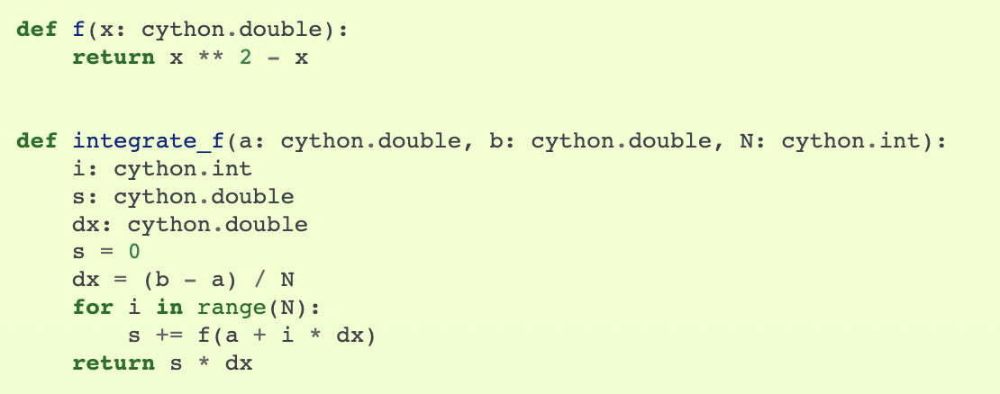 def f(x: cython.double):
    return x ** 2 - x
def integrate_f(a: cython.double, b: cython.double, N: cython.int):
    i: cython.int
    s: cython.double
    dx: cython.double
    s = 0
    dx = (b - a) / N
    for i in range(N):
        s += f(a + i * dx)
    return s * dx